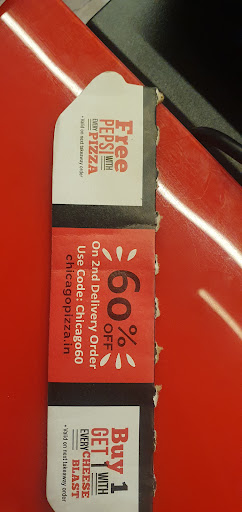 Free
PEPSI WITH
EVERY PIZZA
• Valid on next takeaway order
60%
OFF
On 2nd Delivery Order
Use Code: Chicago60
chicagopizza.in
Buy 1
GET 1 WITH
EVERY CHEESE
BLAST
• Valid on next takeaway order